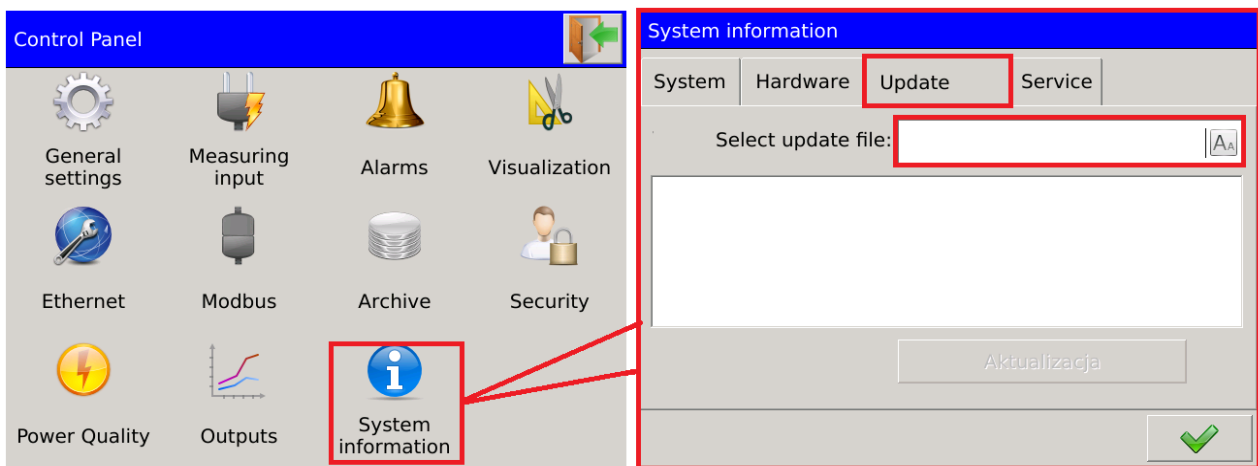 Control Panel
General
settings
Measuring
input
Alarms
Visualization
Ethernet
Modbus
Archive
Security
Power Quality
Outputs
System
information
System information
System
Hardware
Update
Service
Select update file:
AA
Aktualizacja